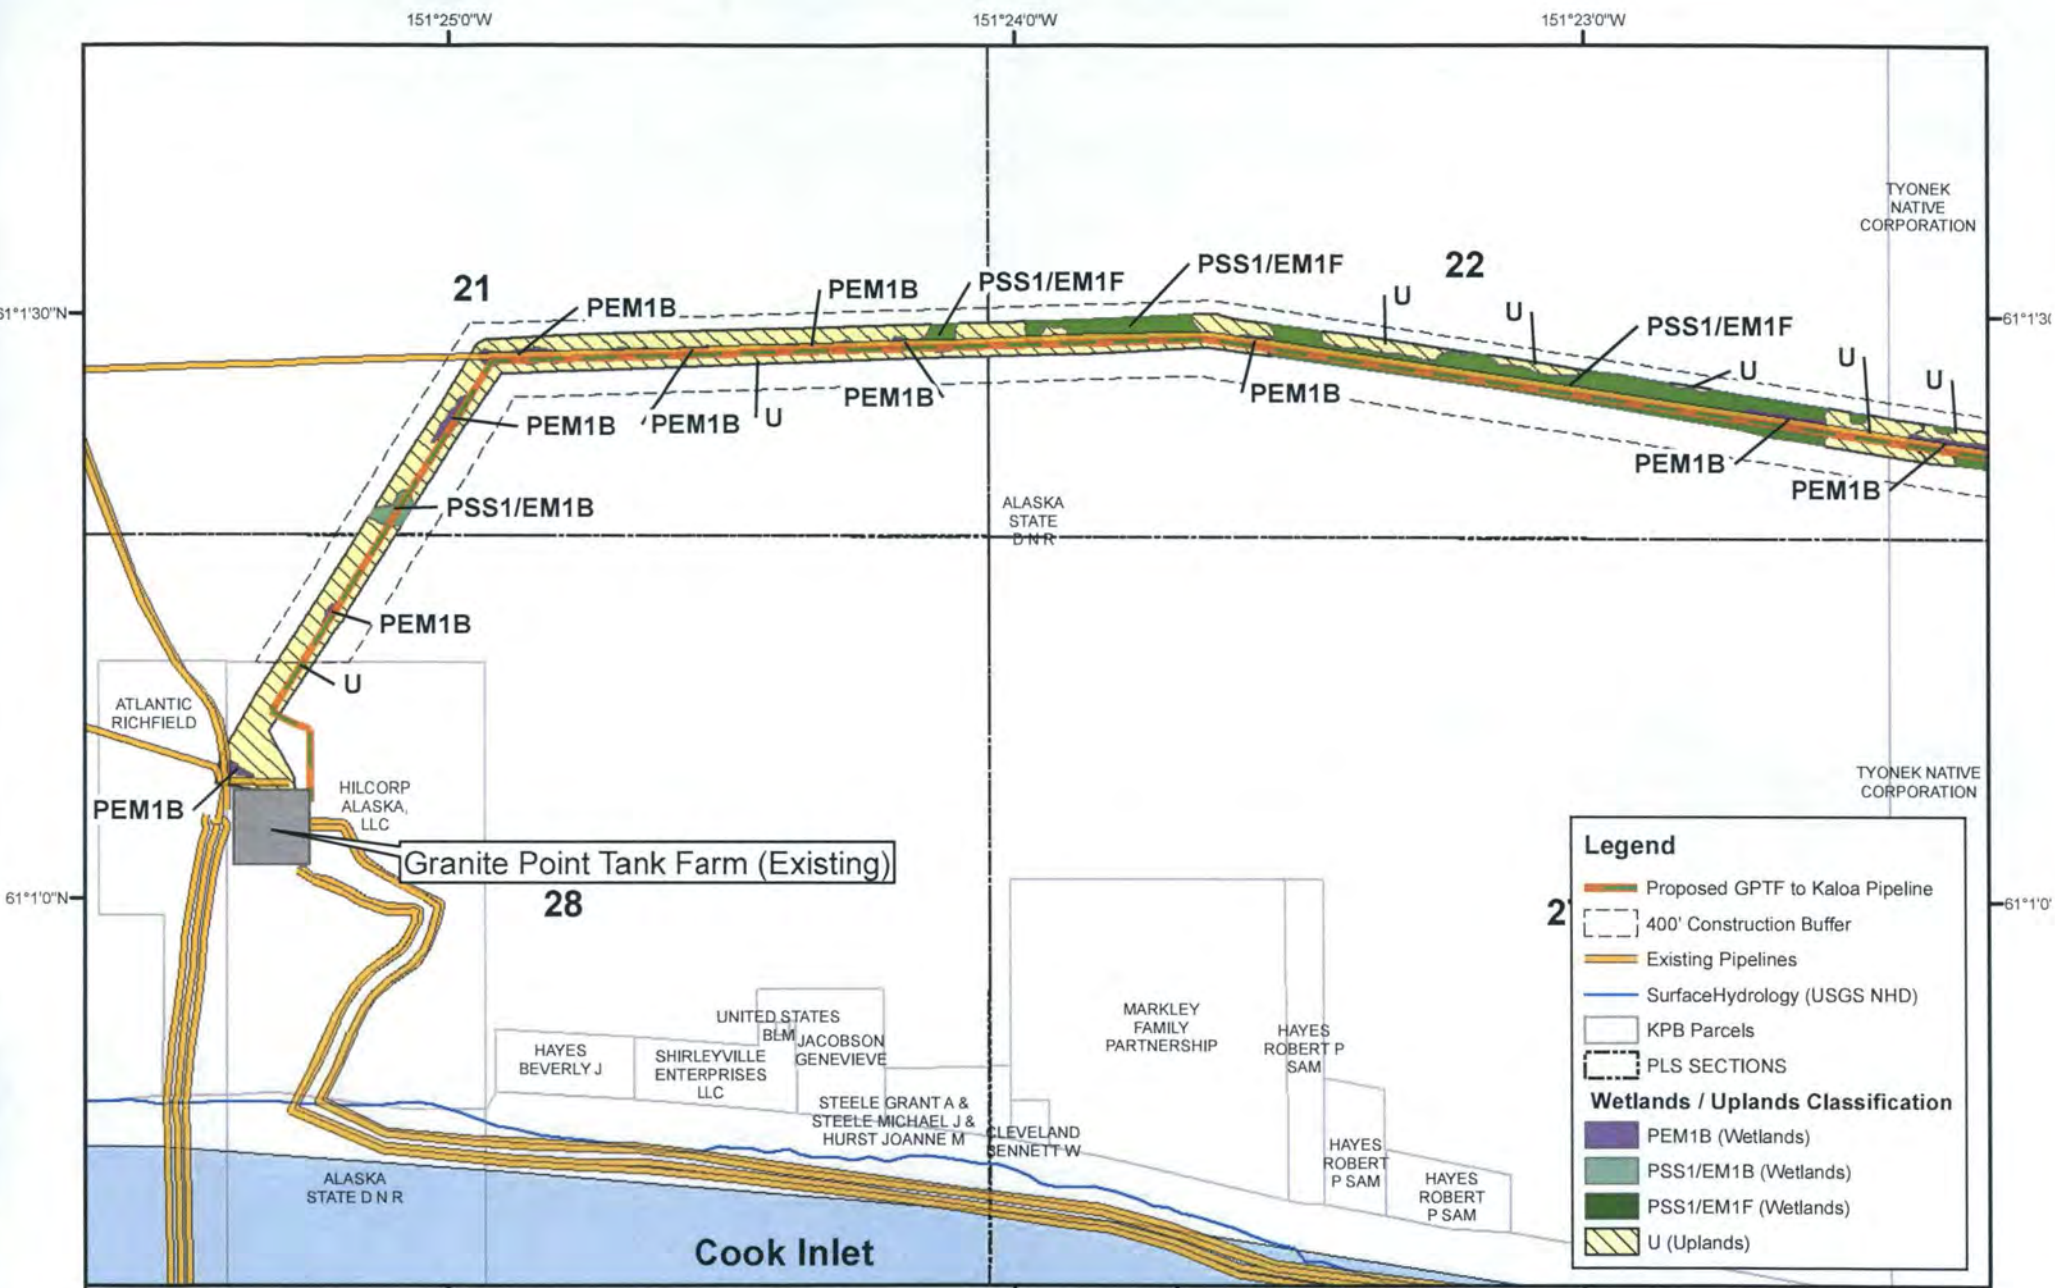 151°25'0"W
151°24'0"W
151°23'0"W
TYONEK
NATIVE
CORPORATION
21
22
PEM1B
PEM1B
PSS1/EM1F
PSS1/EM1F
U
U
PSS1/EM1F
U
U
U
61°1'30"N
61°1'3
PEM1B
PEM1B
U
PEM1B
PEM1B
PEM1B
PEM1B
PSS1/EM1B
ALASKA
STATE
D N R
PEM1B
U
ATLANTIC
RICHFIELD
PEM1B
HILCORP
ALASKA,
LLC
TYONEK NATIVE
CORPORATION
Granite Point Tank Farm (Existing)
28
2
61°1'0"N
61°1'0'
MARKLEY
FAMILY
PARTNERSHIP
HAYES
ROBERT P
SAM
UNITED STATES
BLM
JACOBSON
GENEVIEVE
HAYES
BEVERLY J
SHIRLEYVILLE
ENTERPRISES
LLC
STEELE GRANT A &
STEELE MICHAEL J &
HURST JOANNE M
CLEVELAND
BENNETT W
HAYES
ROBERT
P SAM
HAYES
ROBERT
P SAM
ALASKA
STATE D N R
Cook Inlet
Legend
Proposed GPTF to Kaloa Pipeline
400' Construction Buffer
Existing Pipelines
SurfaceHydrology (USGS NHD)
KPB Parcels
PLS SECTIONS
Wetlands / Uplands Classification
PEM1B (Wetlands)
PSS1/EM1B (Wetlands)
PSS1/EM1F (Wetlands)
U (Uplands)